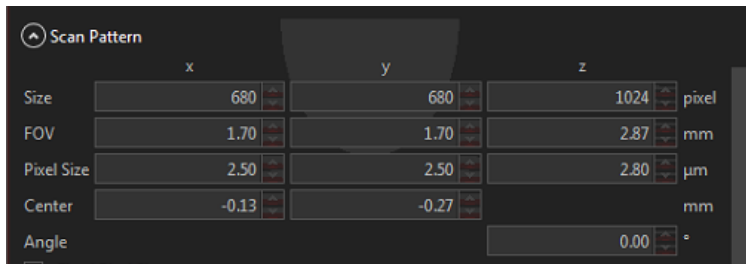 Scan Pattern
x y z
Size 680 680 1024 pixel
FOV 1.70 1.70 2.87 mm
Pixel Size 2.50 2.50 2.80 µm
Center -0.13 -0.27 mm
Angle 0.00 °